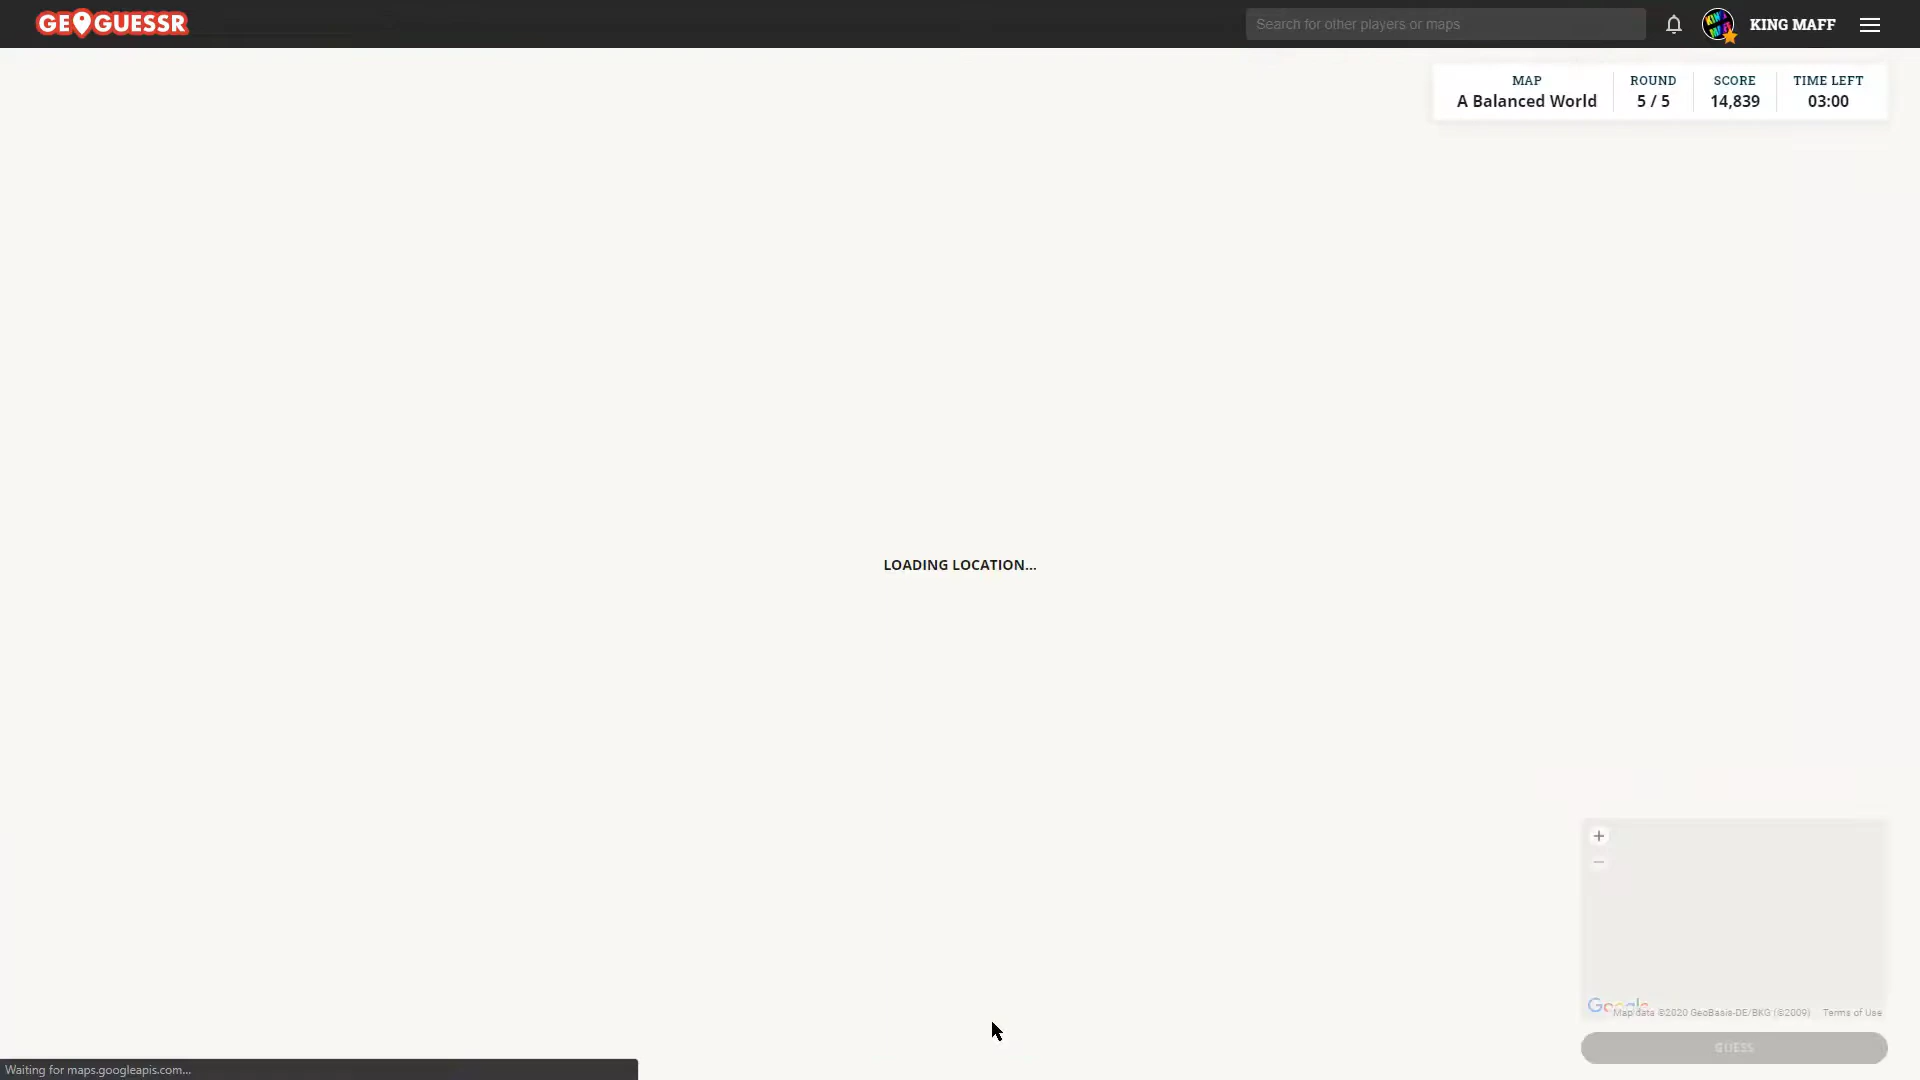 GEOGUESSR
Search for other players or maps
KING MAFF
MAP
A Balanced World
ROUND
5 / 5
SCORE
14,839
TIME LEFT
03:00
LOADING LOCATION...
+
−
Google
Map data ©2020 GeoBasis-DE/BKG (©2009)
Terms of Use
GUESS
Waiting for maps.googleapis.com...